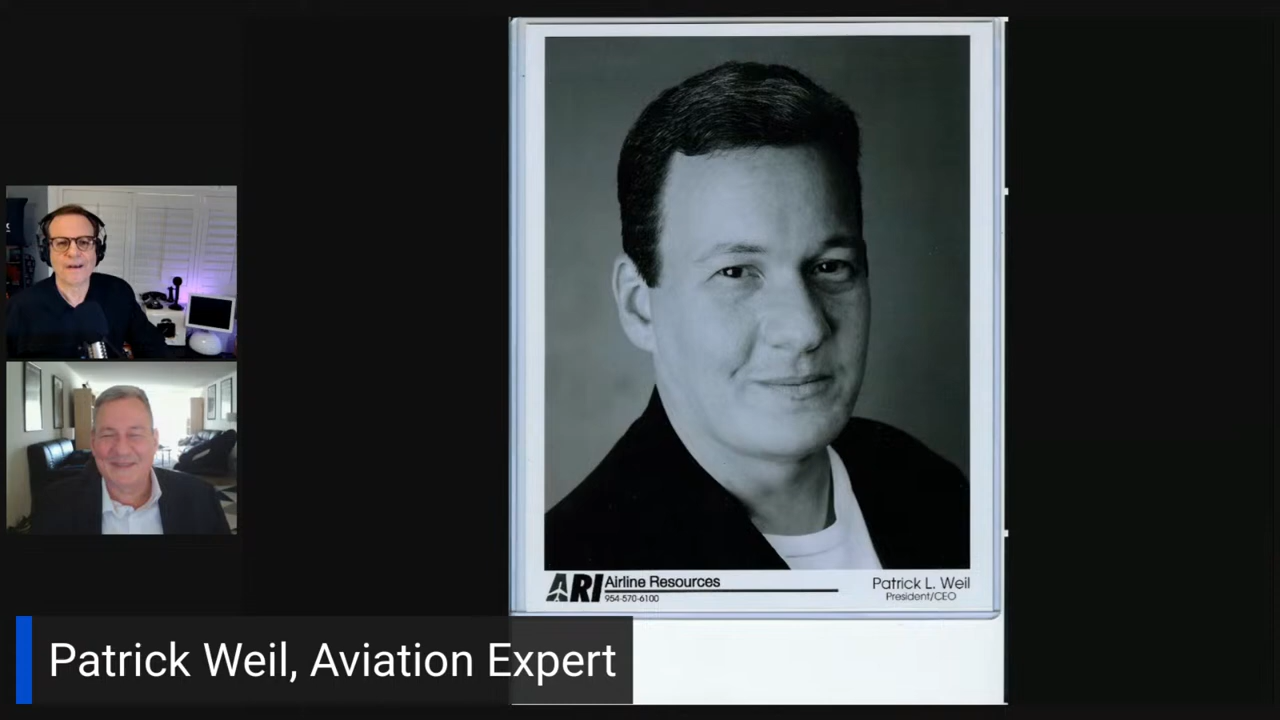 ARI Airline Resources
954-570-6100
Patrick L. Weil
President/CEO
Patrick Weil, Aviation Expert